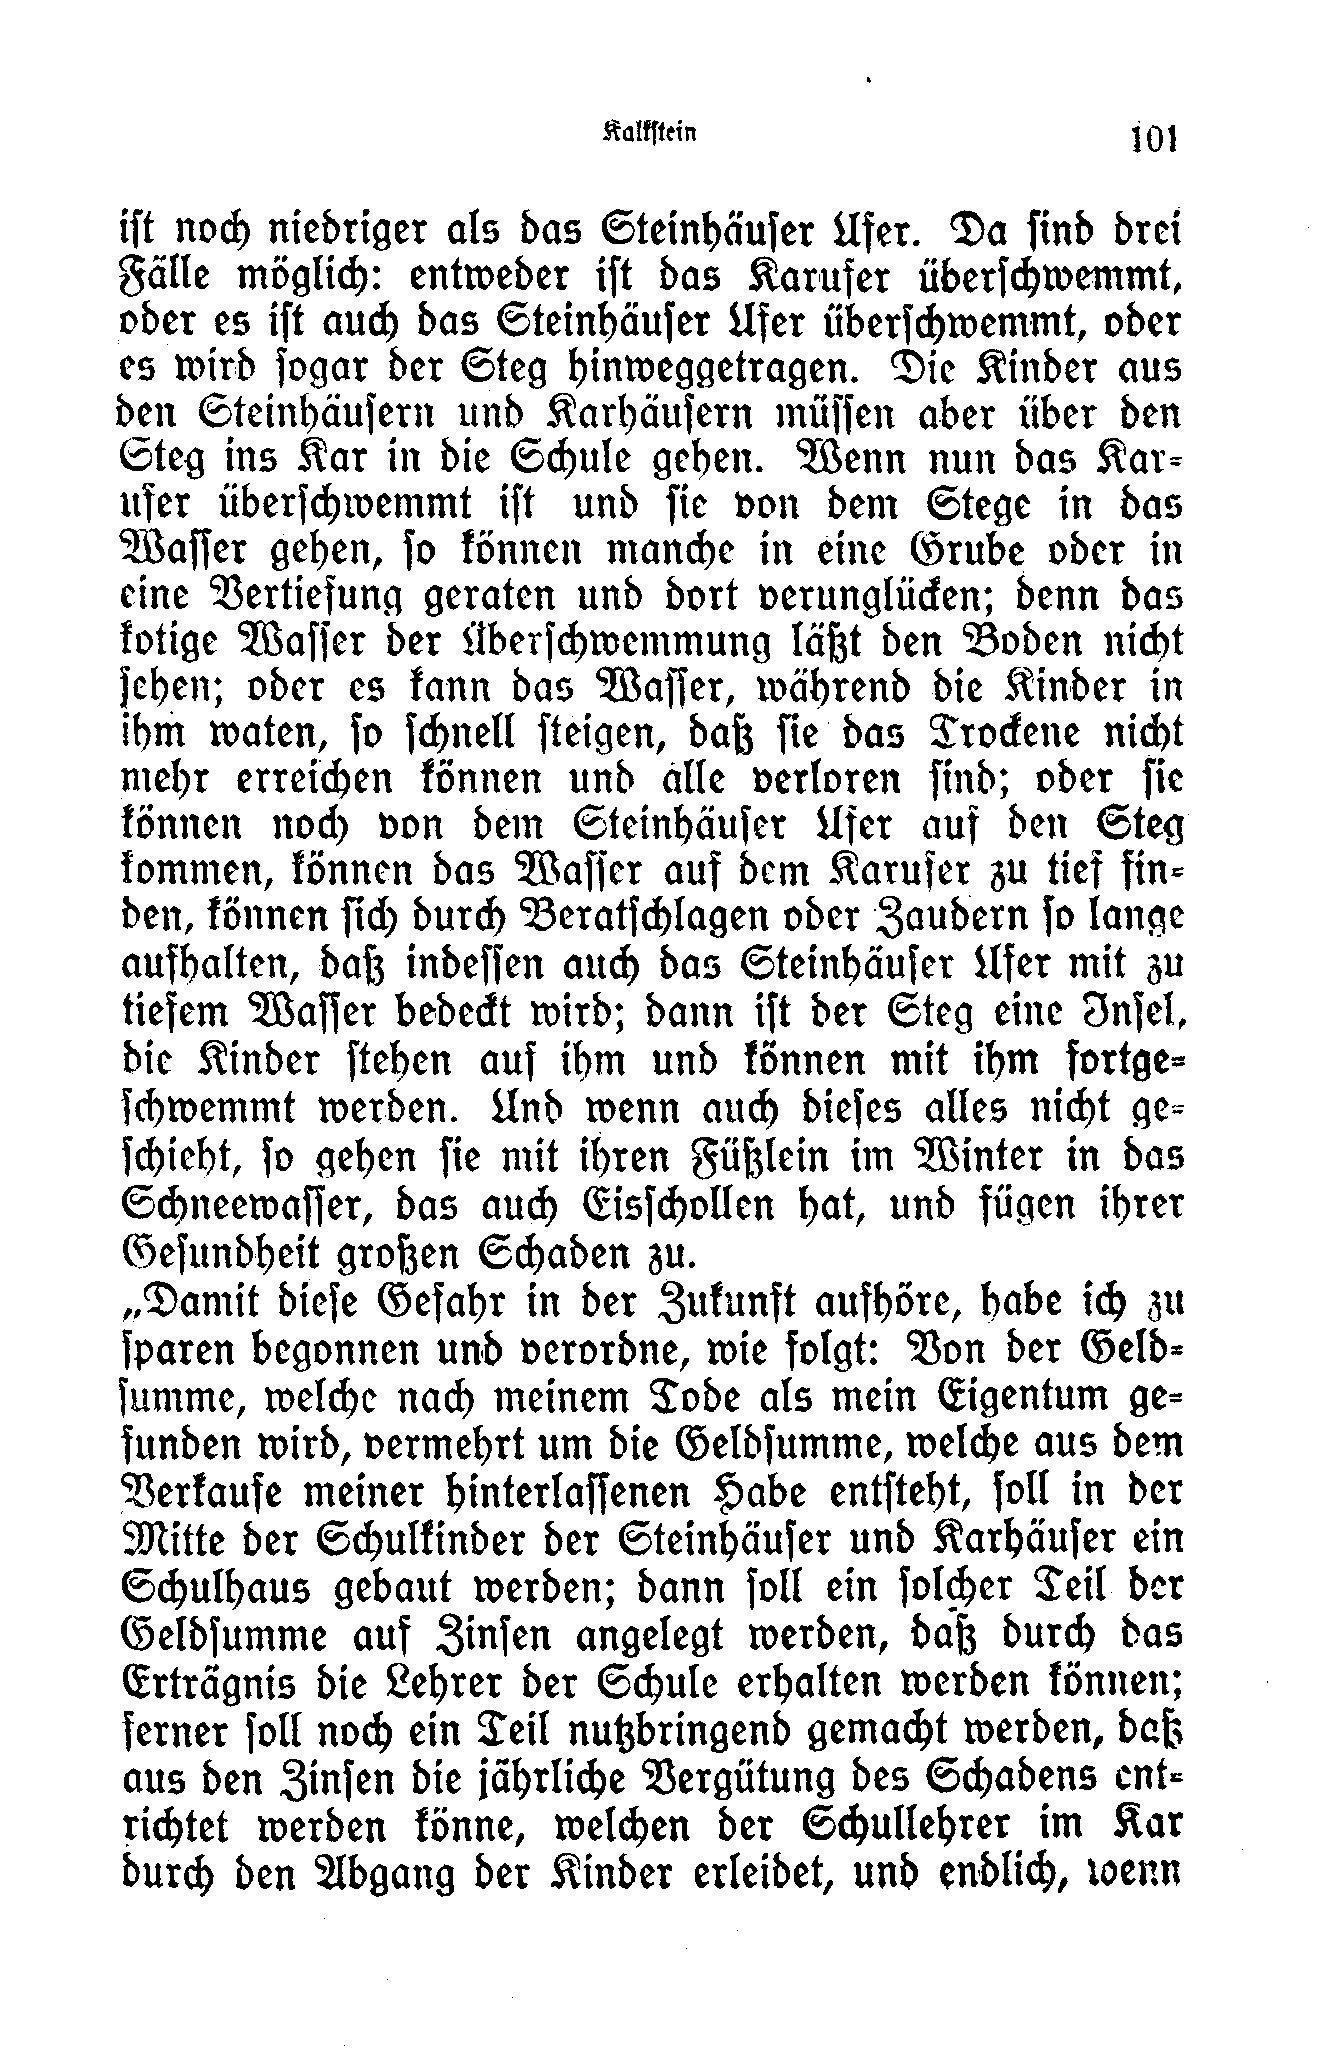 Kalkstein 101
ist noch niedriger als das Steinhäuser Ufer. Da sind drei
Fälle möglich: entweder ist das Karufer überschwemmt,
oder es ist auch das Steinhäuser Ufer überschwemmt, oder
es wird sogar der Steg hinweggetragen. Die Kinder aus
den Steinhäusern und Karhäusern müssen aber über den
Steg ins Kar in die Schule gehen. Wenn nun das Kar-
ufer überschwemmt ist und sie von dem Stege in das
Wasser gehen, so können manche in eine Grube oder in
eine Vertiefung geraten und dort verunglücken; denn das
kotige Wasser der Überschwemmung läßt den Boden nicht
sehen; oder es kann das Wasser, während die Kinder in
ihm waten, so schnell steigen, daß sie das Trockene nicht
mehr erreichen können und alle verloren sind; oder sie
können noch von dem Steinhäuser Ufer auf den Steg
kommen, können das Wasser auf dem Karufer zu tief fin-
den, können sich durch Beratschlagen oder Zaudern so lange
aufhalten, daß indessen auch das Steinhäuser Ufer mit zu
tiefem Wasser bedeckt wird; dann ist der Steg eine Insel,
die Kinder stehen auf ihm und können mit ihm fortge-
schwemmt werden. Und wenn auch dieses alles nicht ge-
schieht, so gehen sie mit ihren Füßlein im Winter in das
Schneewasser, das auch Eisschollen hat, und fügen ihrer
Gesundheit großen Schaden zu.
„Damit diese Gefahr in der Zukunft aufhöre, habe ich zu
sparen begonnen und verordne, wie folgt: Von der Geld-
summe, welche nach meinem Tode als mein Eigentum ge-
funden wird, vermehrt um die Geldsumme, welche aus dem
Verkaufe meiner hinterlassenen Habe entsteht, soll in der
Mitte der Schulkinder der Steinhäuser und Karhäuser ein
Schulhaus gebaut werden; dann soll ein solcher Teil der
Geldsumme auf Zinsen angelegt werden, daß durch das
Erträgnis die Lehrer der Schule erhalten werden können;
ferner soll noch ein Teil nutzbringend gemacht werden, daß
aus den Zinsen die jährliche Vergütung des Schadens ent-
richtet werden könne, welchen der Schullehrer im Kar
durch den Abgang der Kinder erleidet, und endlich, wenn